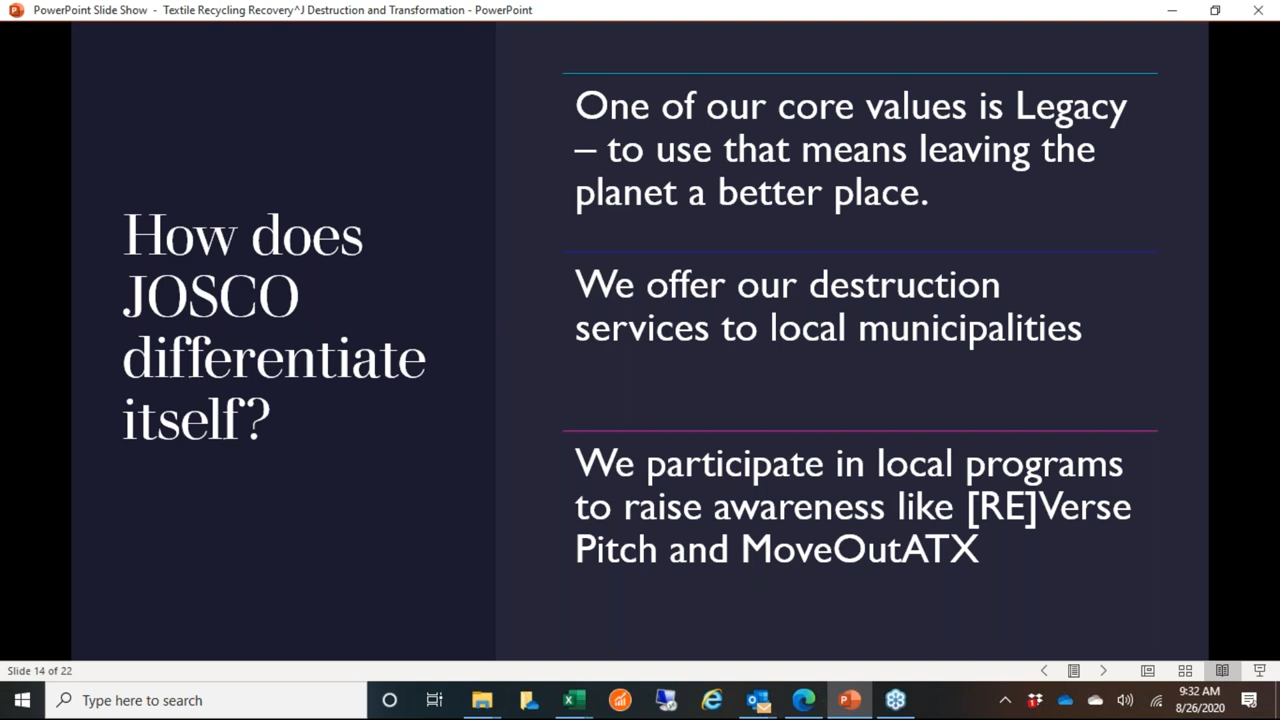 PowerPoint Slide Show - Textile Recycling Recovery^J Destruction and Transformation - PowerPoint
How does
JOSCO
differentiate
itself?
One of our core values is Legacy
– to use that means leaving the
planet a better place.
We offer our destruction
services to local municipalities
We participate in local programs
to raise awareness like [RE]Verse
Pitch and MoveOutATX
Slide 14 of 22
Type here to search
9:32 AM
8/26/2020